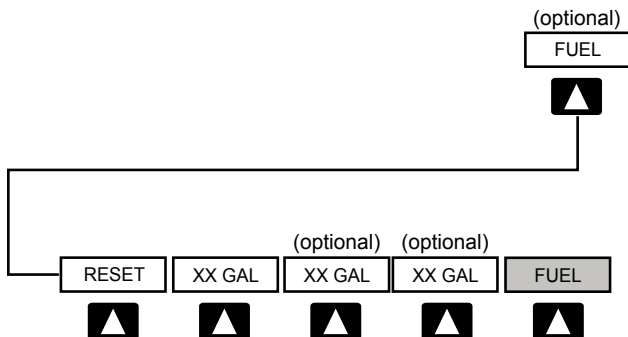 (optional)
FUEL
(optional) (optional)
RESET XX GAL XX GAL XX GAL FUEL